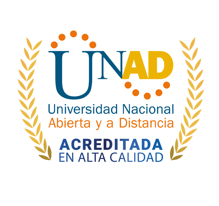 UNAD
Universidad Nacional
Abierta y a Distancia
ACREDITADA
EN ALTA CALIDAD